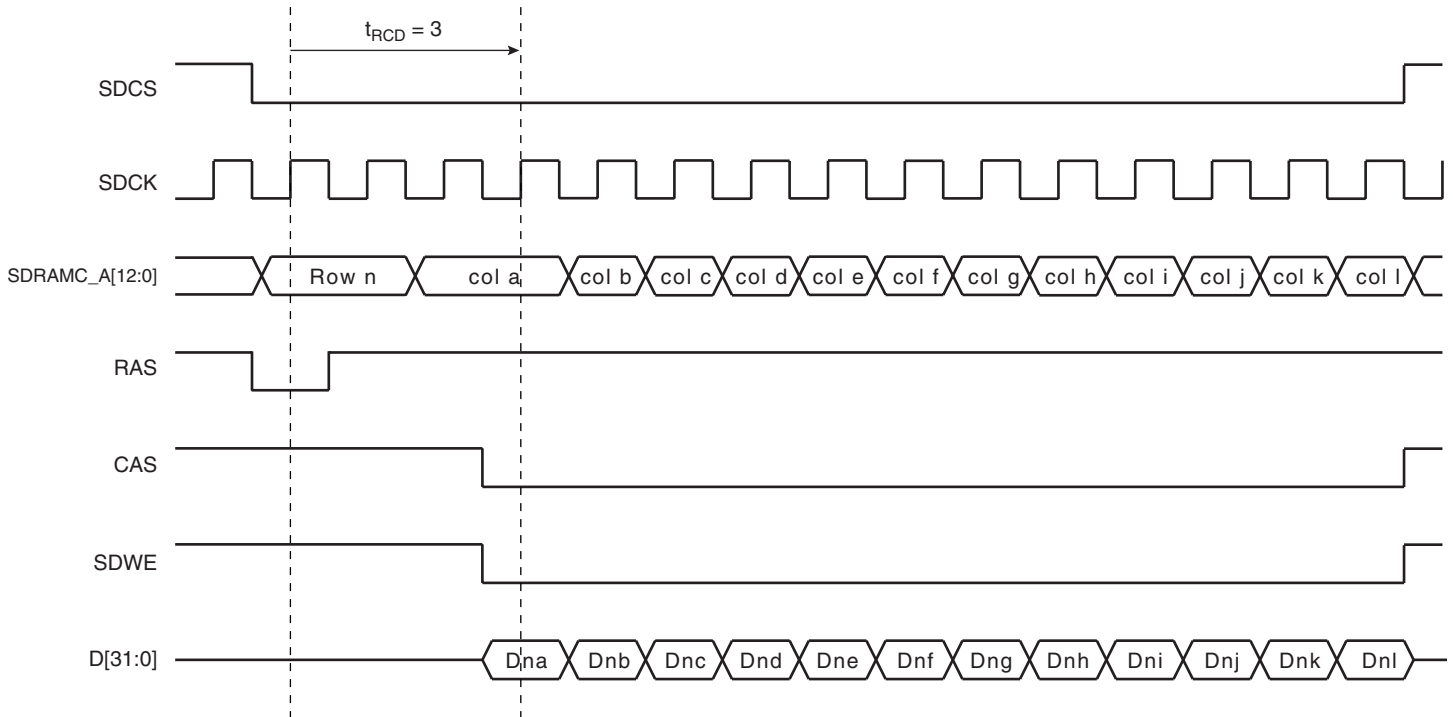 tRCD = 3
SDCS
SDCK
SDRAMC_A[12:0] Row n col a col b col c col d col e col f col g col h col i col j col k col l
RAS
CAS
SDWE
D[31:0] Dna Dnb Dnc Dnd Dne Dnf Dng Dnh Dni Dnj Dnk Dnl